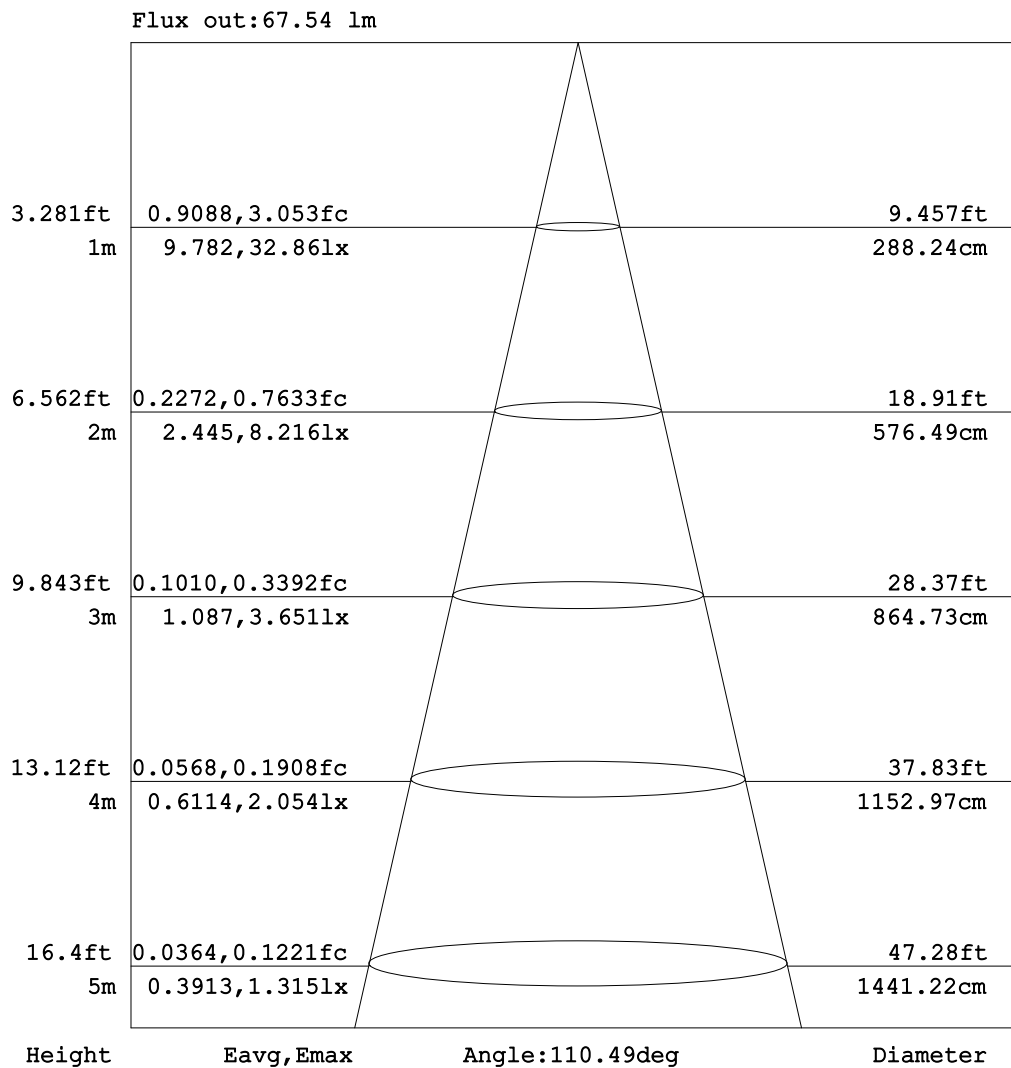 Flux out:67.54 lm
3.281ft 0.9088,3.053fc 9.457ft
1m 9.782,32.86lx 288.24cm
6.562ft 0.2272,0.7633fc 18.91ft
2m 2.445,8.216lx 576.49cm
9.843ft 0.1010,0.3392fc 28.37ft
3m 1.087,3.651lx 864.73cm
13.12ft 0.0568,0.1908fc 37.83ft
4m 0.6114,2.054lx 1152.97cm
16.4ft 0.0364,0.1221fc 47.28ft
5m 0.3913,1.315lx 1441.22cm
Height Eavg,Emax Angle:110.49deg Diameter